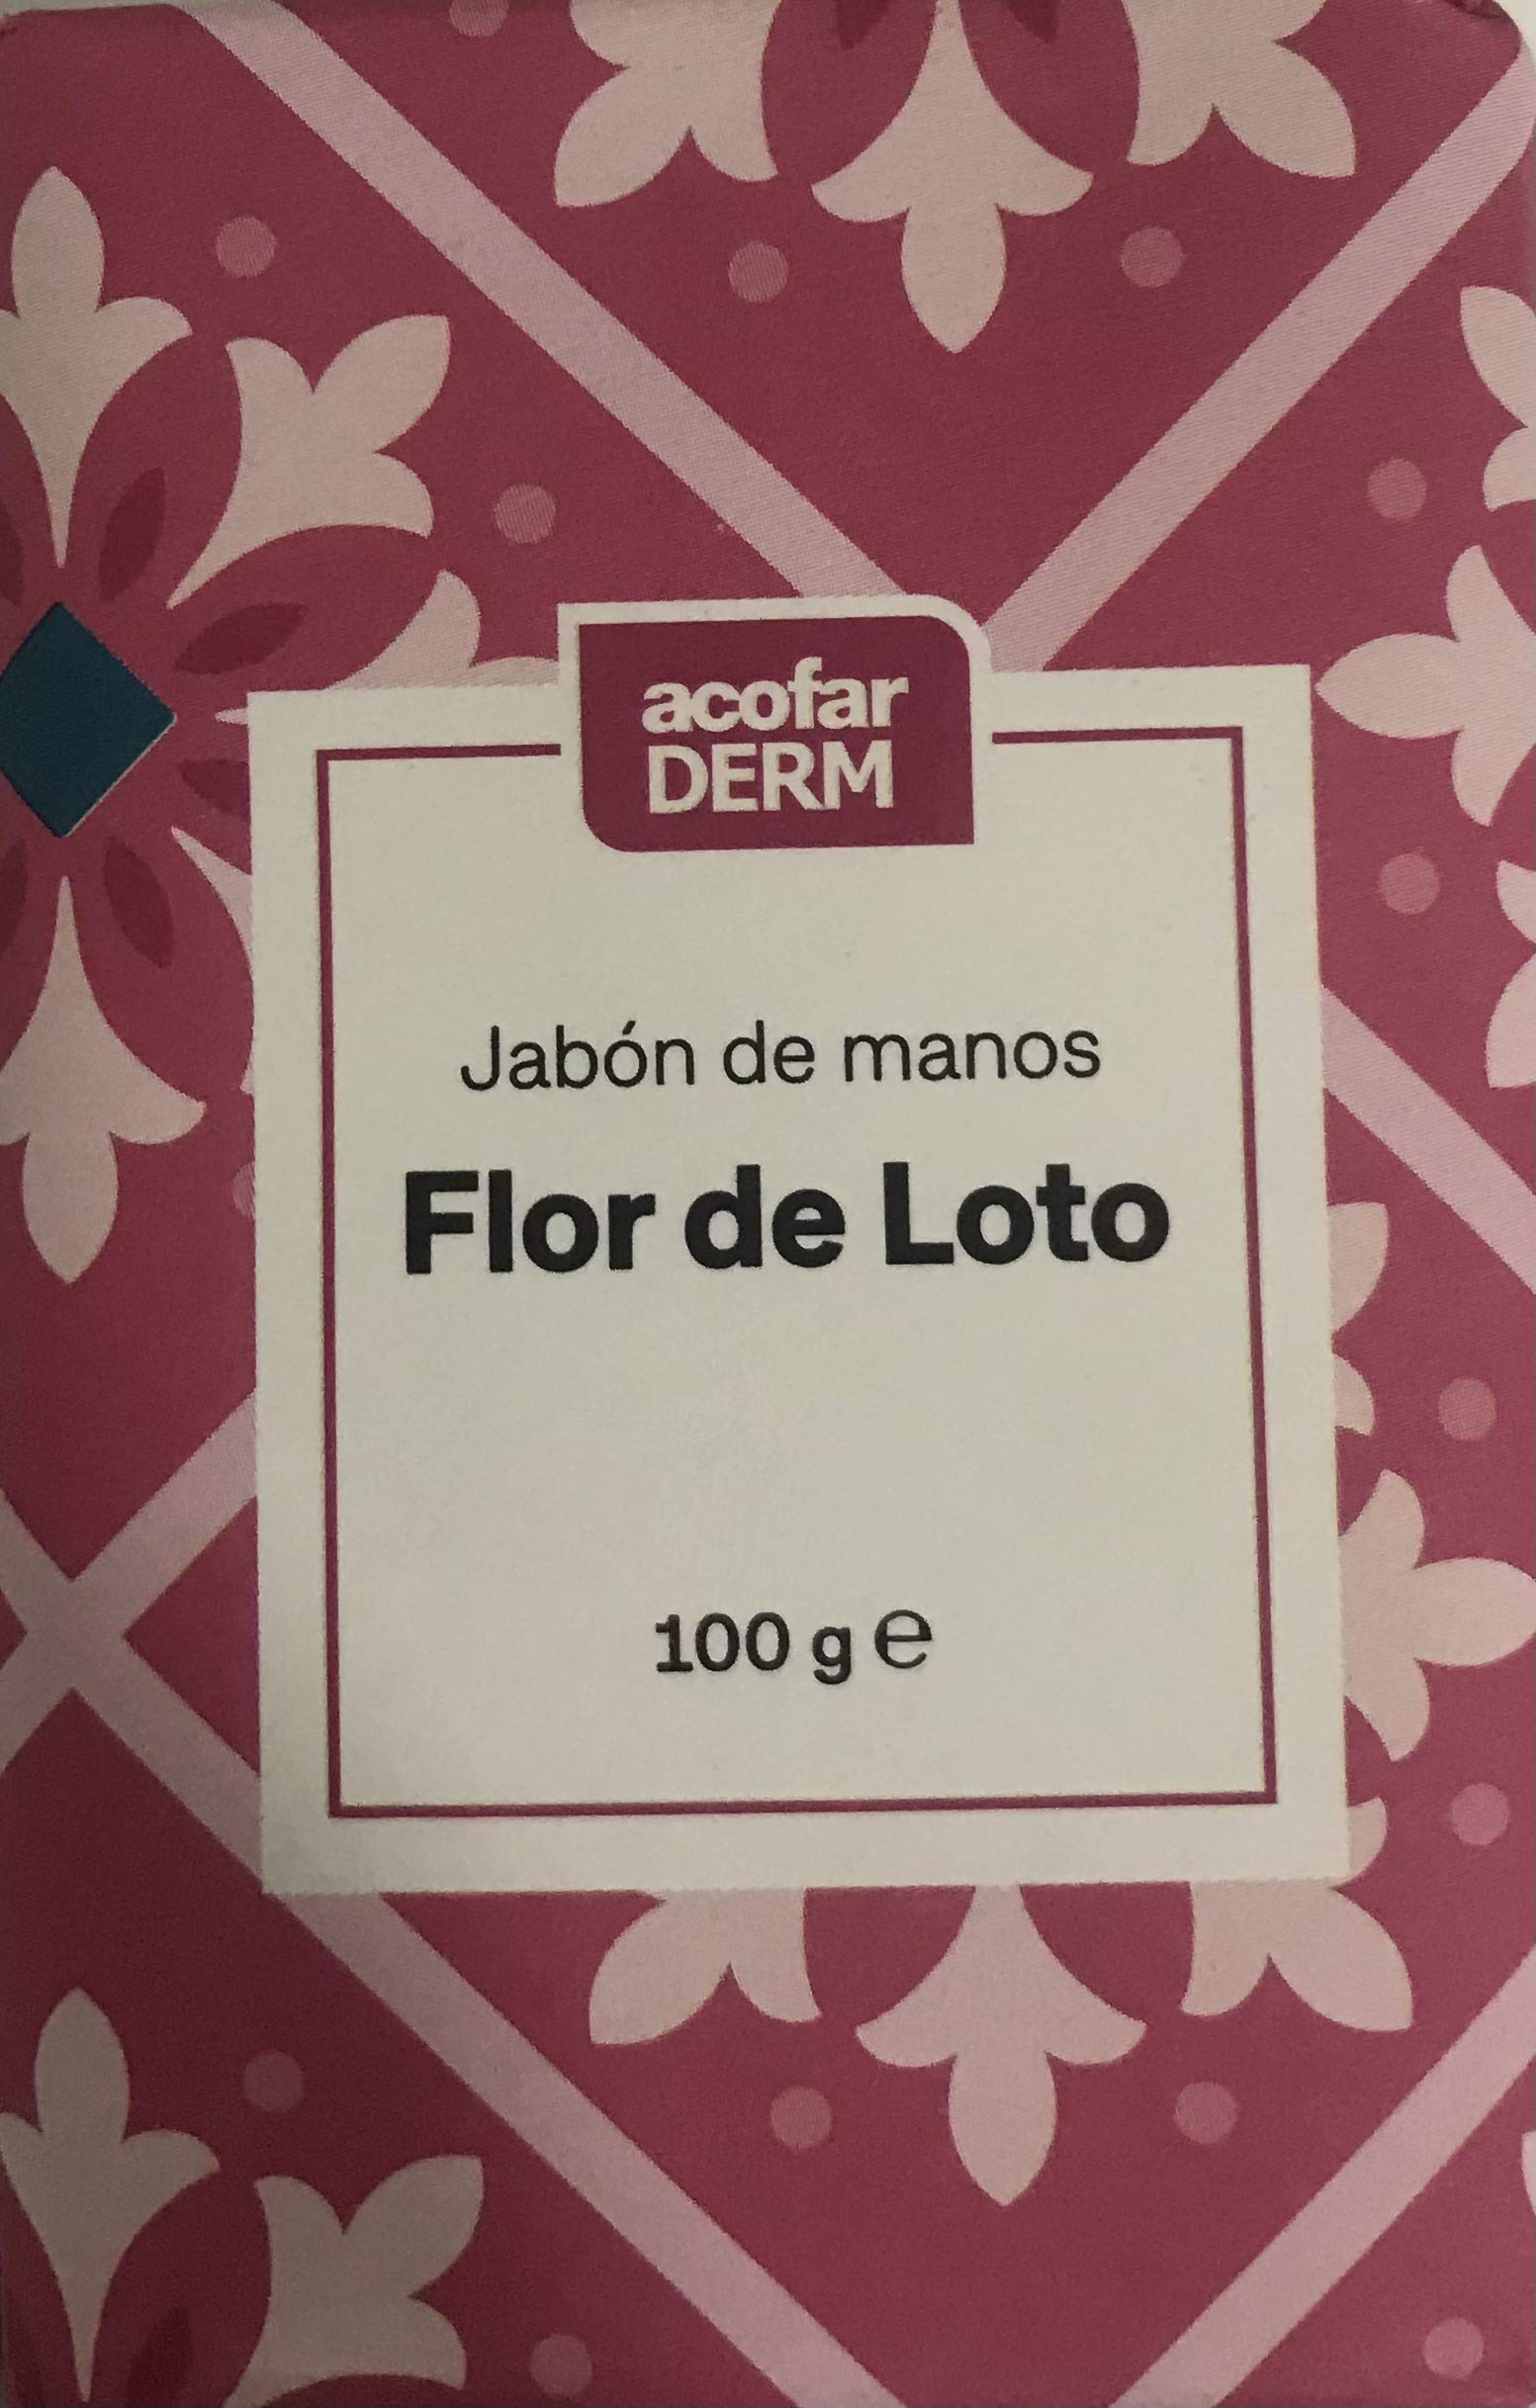 acofar
DERM
Jabón de manos
Flor de Loto
100 g ℮